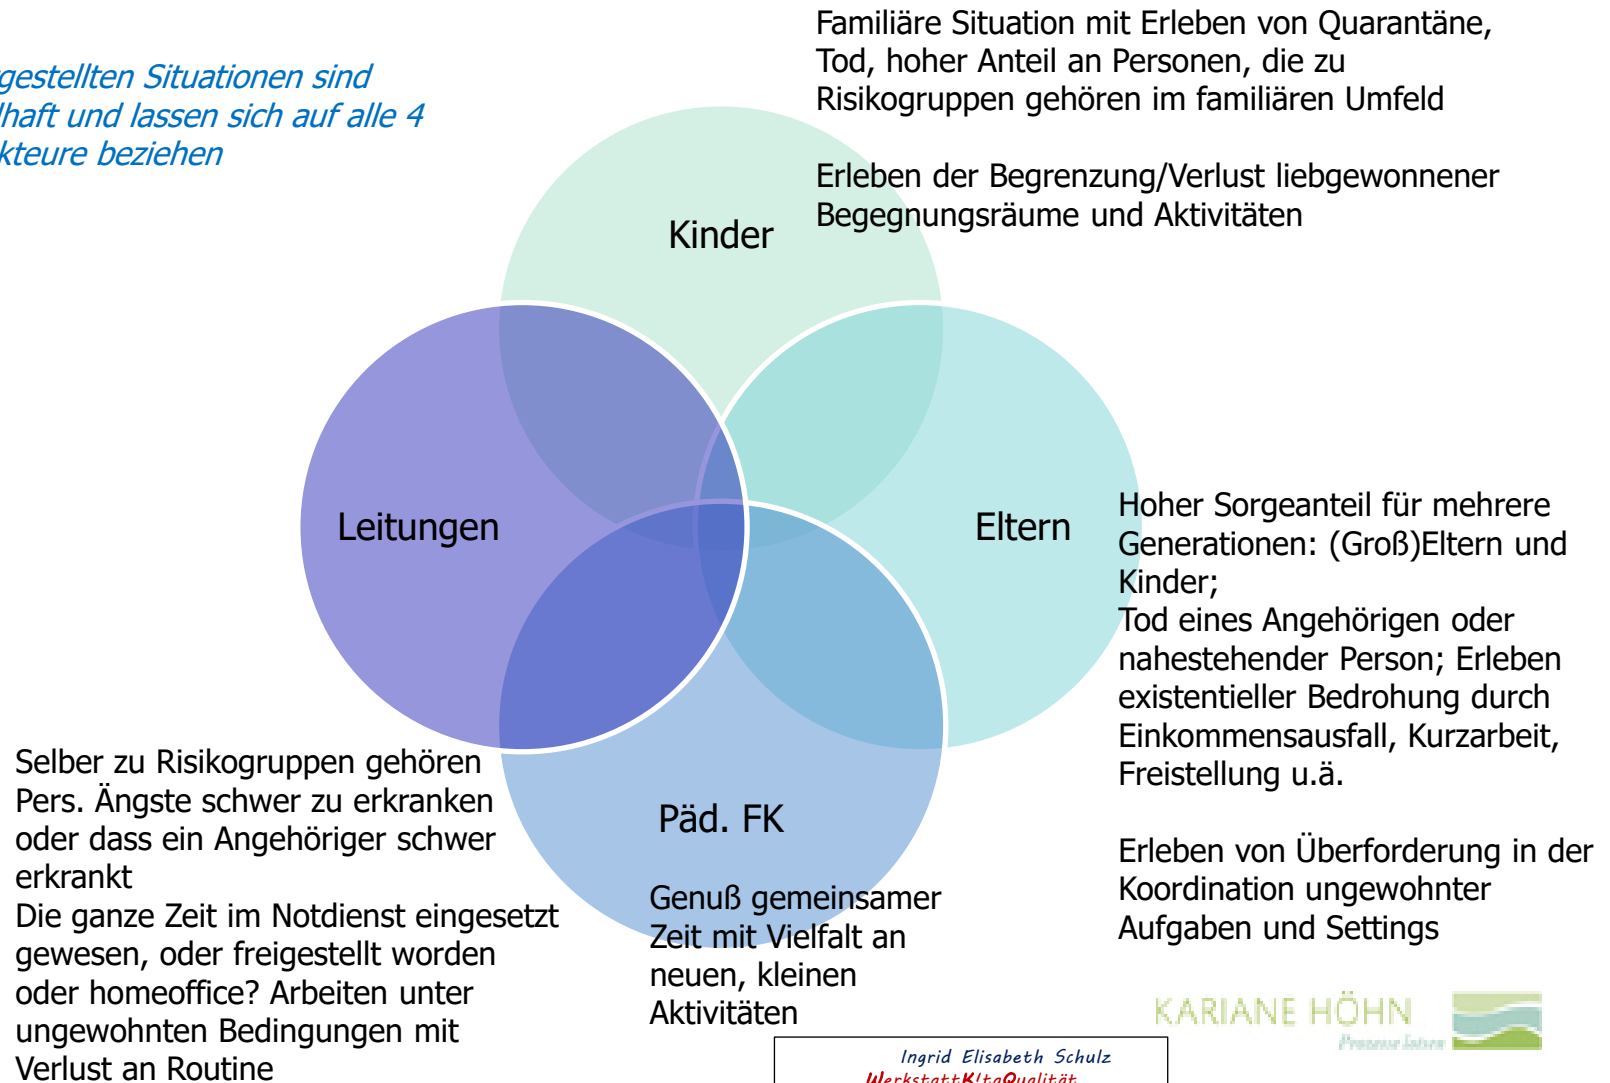 Familiäre Situation mit Erleben von Quarantäne,
Tod, hoher Anteil an Personen, die zu
Risikogruppen gehören im familiären Umfeld
Erleben der Begrenzung/Verlust liebgewonnener
Begegnungsräume und Aktivitäten
gestellten Situationen sind
lhaft und lassen sich auf alle 4
kteure beziehen
Kinder
Leitungen
Eltern
Päd. FK
Hoher Sorgeanteil für mehrere
Generationen: (Groß)Eltern und
Kinder;
Tod eines Angehörigen oder
nahestehender Person; Erleben
existentieller Bedrohung durch
Einkommensausfall, Kurzarbeit,
Freistellung u.ä.
Erleben von Überforderung in der
Koordination ungewohnter
Aufgaben und Settings
Selber zu Risikogruppen gehören
Pers. Ängste schwer zu erkranken
oder dass ein Angehöriger schwer
erkrankt
Die ganze Zeit im Notdienst eingesetzt
gewesen, oder freigestellt worden
oder homeoffice? Arbeiten unter
ungewohnten Bedingungen mit
Verlust an Routine
Genuß gemeinsamer
Zeit mit Vielfalt an
neuen, kleinen
Aktivitäten
KARIANE HÖHN
Prozesse leiten
Ingrid Elisabeth Schulz
WerkstattK!taQualität